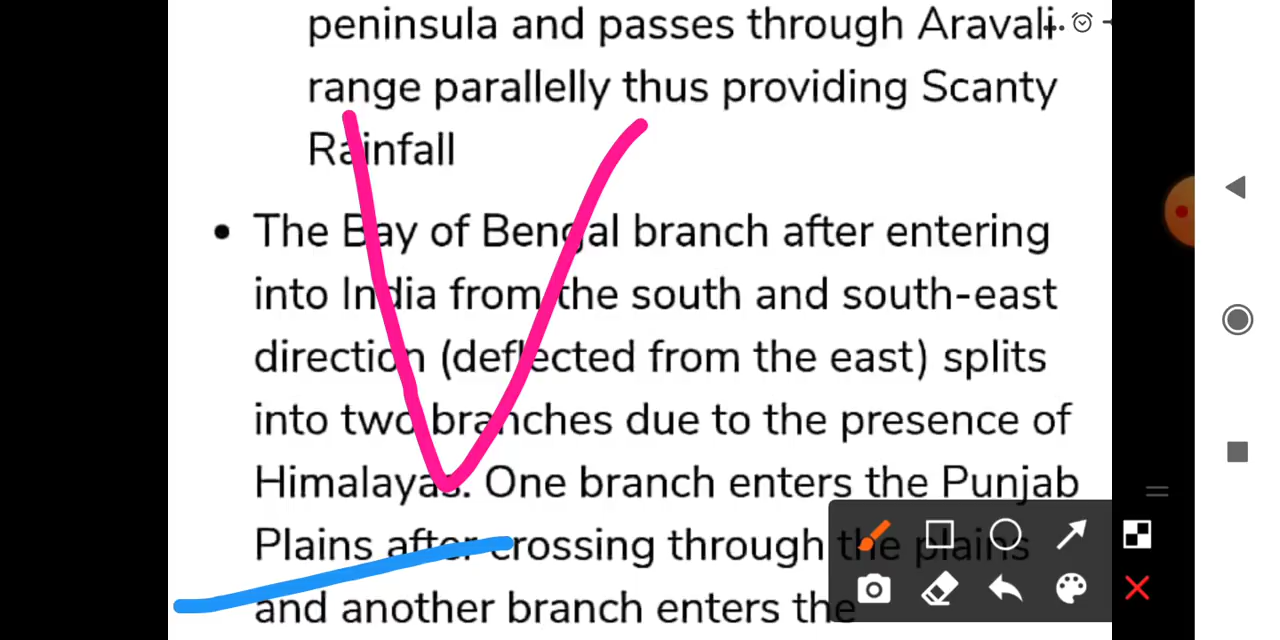 peninsula and passes through Aravali
range parallelly thus providing Scanty
Rainfall
• The Bay of Bengal branch after entering
into India from the south and south-east
direction (deflected from the east) splits
into two branches due to the presence of
Himalayas. One branch enters the Punjab
Plains after crossing through the plains
and another branch enters the